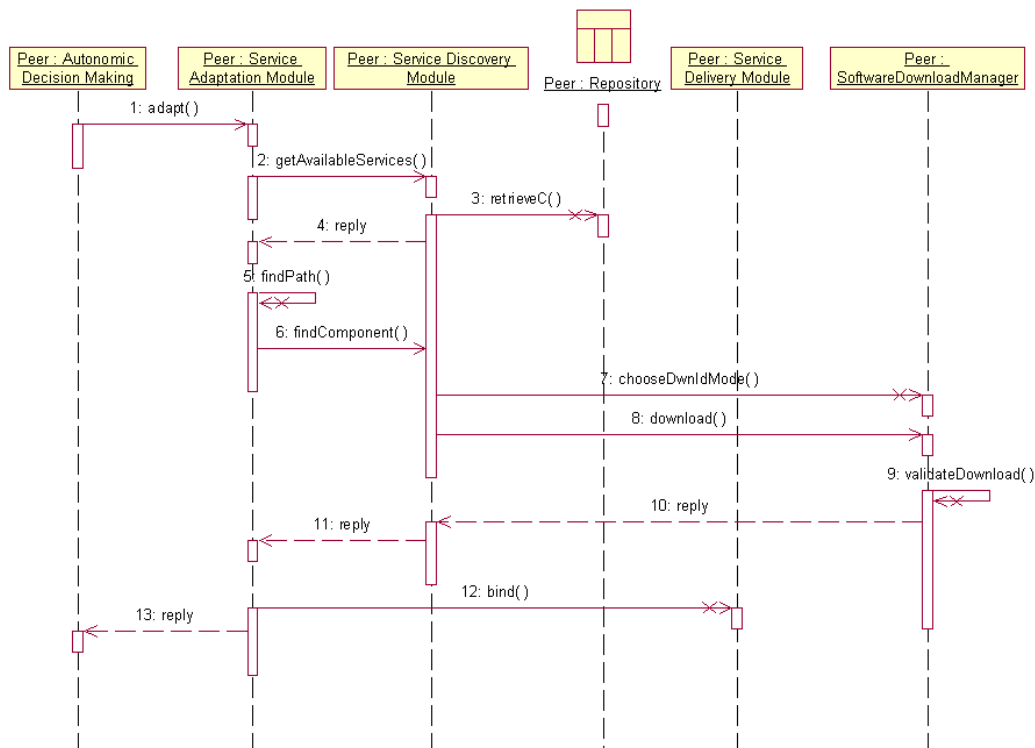 Peer : Autonomic
Decision Making
Peer : Service
Adaptation Module
Peer : Service Discovery
Module
Peer : Repository
Peer : Service
Delivery Module
Peer :
SoftwareDownloadManager
1: adapt( )
2: getAvailableServices( )
3: retrieveC( )
4: reply
5: findPath( )
6: findComponent( )
7: chooseDwnldMode( )
8: download( )
9: validateDownload( )
10: reply
11: reply
12: bind( )
13: reply